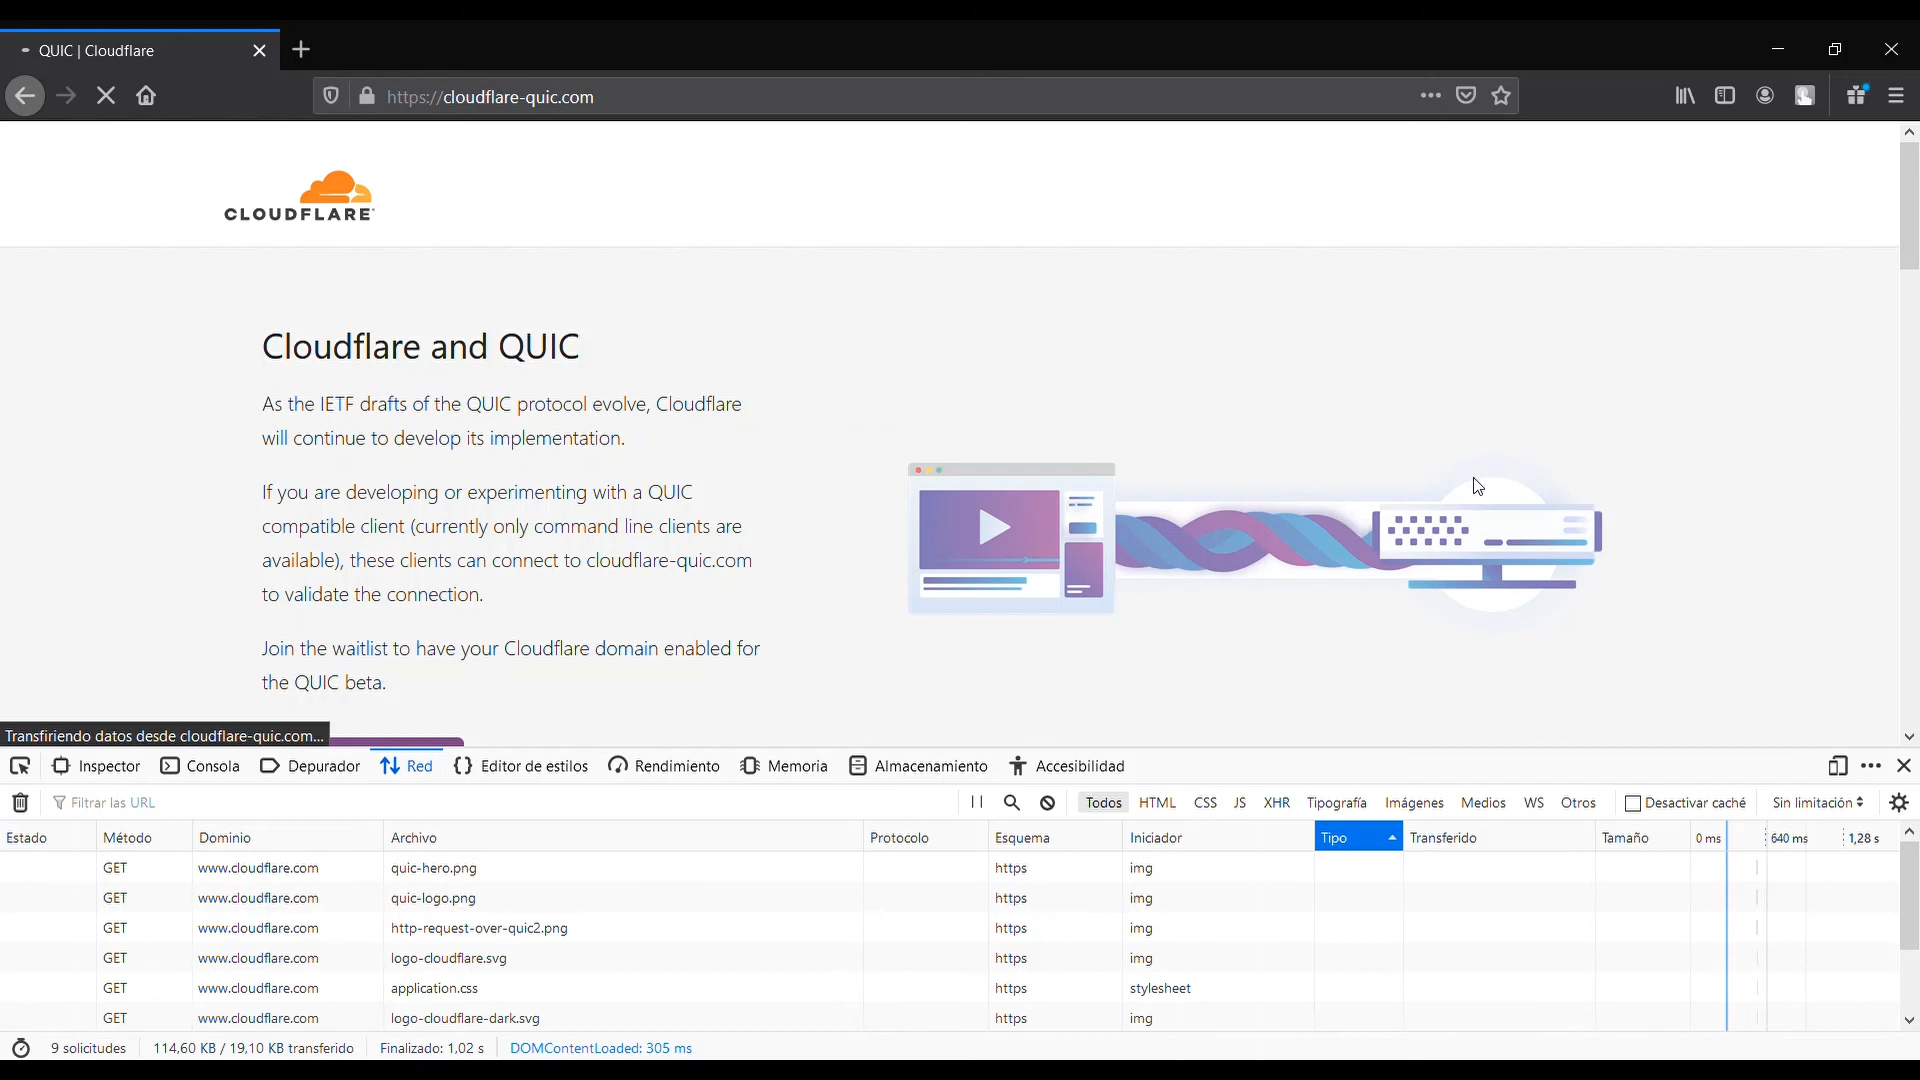 QUIC | Cloudflare
https://cloudflare-quic.com
CLOUDFLARE
Cloudflare and QUIC
As the IETF drafts of the QUIC protocol evolve, Cloudflare
will continue to develop its implementation.
If you are developing or experimenting with a QUIC
compatible client (currently only command line clients are
available), these clients can connect to cloudflare-quic.com
to validate the connection.
Join the waitlist to have your Cloudflare domain enabled for
the QUIC beta.
Transfiriendo datos desde cloudflare-quic.com...
Inspector Consola Depurador Red Editor de estilos Rendimiento Memoria Almacenamiento Accesibilidad
Filtrar las URL Todos HTML CSS JS XHR Tipografía Imágenes Medios WS Otros Desactivar caché Sin limitación
Estado Método Dominio Archivo Protocolo Esquema Iniciador Tipo Transferido Tamaño 0 ms 640 ms 1,28 s
GET www.cloudflare.com quic-hero.png https img
GET www.cloudflare.com quic-logo.png https img
GET www.cloudflare.com http-request-over-quic2.png https img
GET www.cloudflare.com logo-cloudflare.svg https img
GET www.cloudflare.com application.css https stylesheet
GET www.cloudflare.com logo-cloudflare-dark.svg https img
9 solicitudes 114,60 KB / 19,10 KB transferido Finalizado: 1,02 s DOMContentLoaded: 305 ms